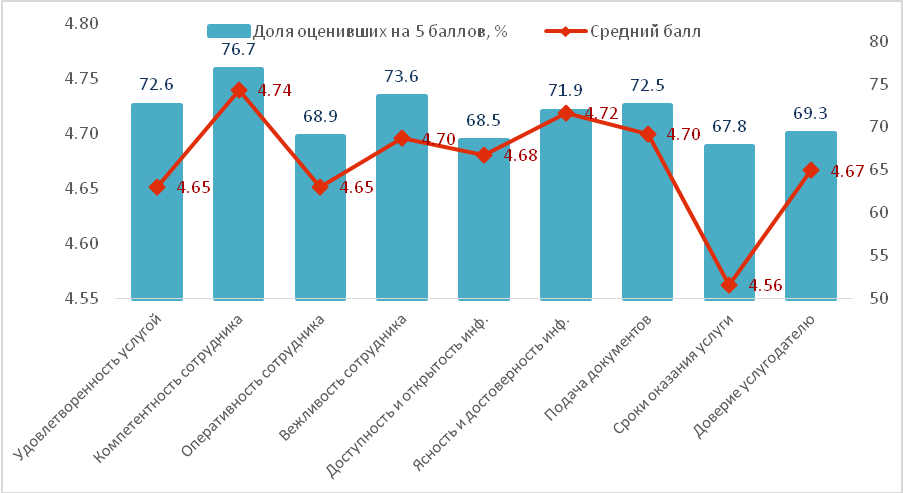 Доля оценивших на 5 баллов, %
Средний балл
4.80
4.75
4.70
4.65
4.60
4.55
80
75
70
65
60
55
50
72.6
76.7
68.9
73.6
68.5
71.9
72.5
67.8
69.3
4.65
4.74
4.65
4.70
4.68
4.72
4.70
4.56
4.67
Удовлетворенность услугой
Компетентность сотрудника
Оперативность сотрудника
Вежливость сотрудника
Доступность и открытость инф.
Ясность и достоверность инф.
Подача документов
Сроки оказания услуги
Доверие услугодателю